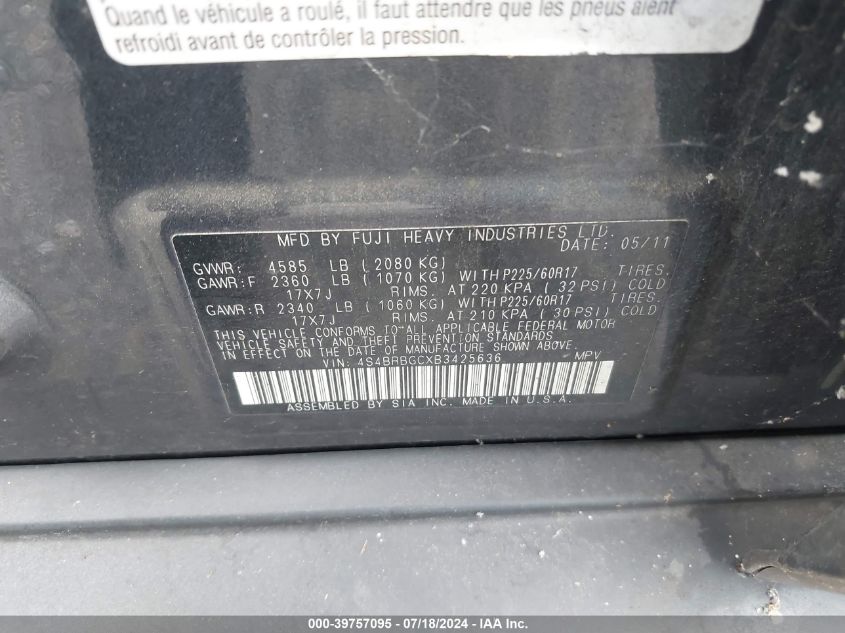 Quand le véhicule a roulé, il faut attendre que les pneus aient
refroidi avant de contrôler la pression.
MFD BY FUJI HEAVY INDUSTRIES LTD.
DATE: 05/11
GVWR: 4585 LB ( 2080 KG)
GAWR:F 2360 LB ( 1070 KG) WITH P225/60R17 TIRES,
17X7J RIMS, AT 220 KPA ( 32 PSI) COLD
GAWR:R 2340 LB ( 1060 KG) WITH P225/60R17 TIRES,
17X7J RIMS, AT 210 KPA ( 30 PSI) COLD
THIS VEHICLE CONFORMS TO ALL APPLICABLE FEDERAL MOTOR
VEHICLE SAFETY AND THEFT PREVENTION STANDARDS
IN EFFECT ON THE DATE OF MANUFACTURE SHOWN ABOVE.
VIN: 4S4BRBGCXB3425636 MPV
ASSEMBLED BY SIA INC. MADE IN U.S.A.
000-39757095 - 07/18/2024 - IAAI.com